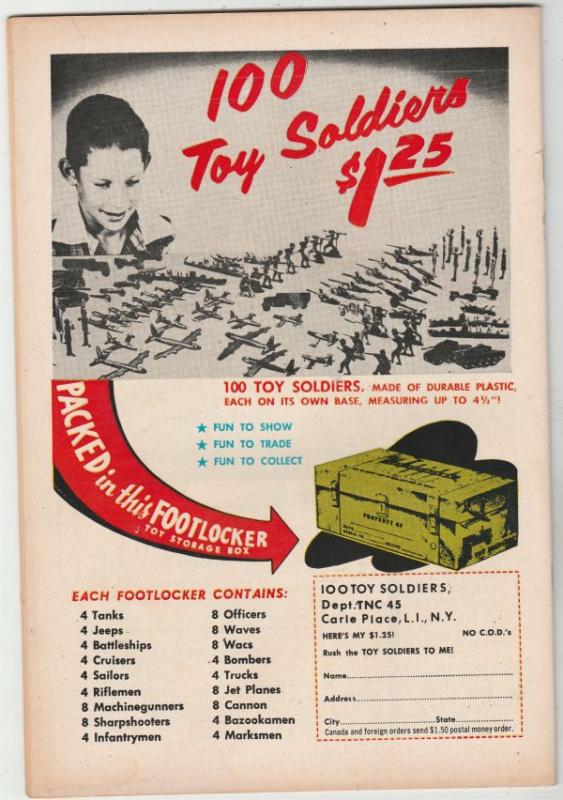 100
Toy Soldiers
$1.25
100 TOY SOLDIERS, MADE OF DURABLE PLASTIC,
EACH ON ITS OWN BASE, MEASURING UP TO 4½"!
★ FUN TO SHOW
★ FUN TO TRADE
★ FUN TO COLLECT
PACKED in this FOOTLOCKER
TOY STORAGE BOX
PROPERTY OF
EACH FOOTLOCKER CONTAINS:
4 Tanks
4 Jeeps
4 Battleships
4 Cruisers
4 Sailors
4 Riflemen
8 Machinegunners
8 Sharpshooters
4 Infantrymen
8 Officers
8 Waves
8 Wacs
4 Bombers
4 Trucks
8 Jet Planes
8 Cannon
4 Bazookamen
4 Marksmen
100 TOY SOLDIERS,
Dept. TNC 45
Carle Place, L.I., N.Y.
HERE'S MY $1.25! NO C.O.D.'s
Rush the TOY SOLDIERS TO ME!
Name
Address
City State
Canada and foreign orders send $1.50 postal money order.